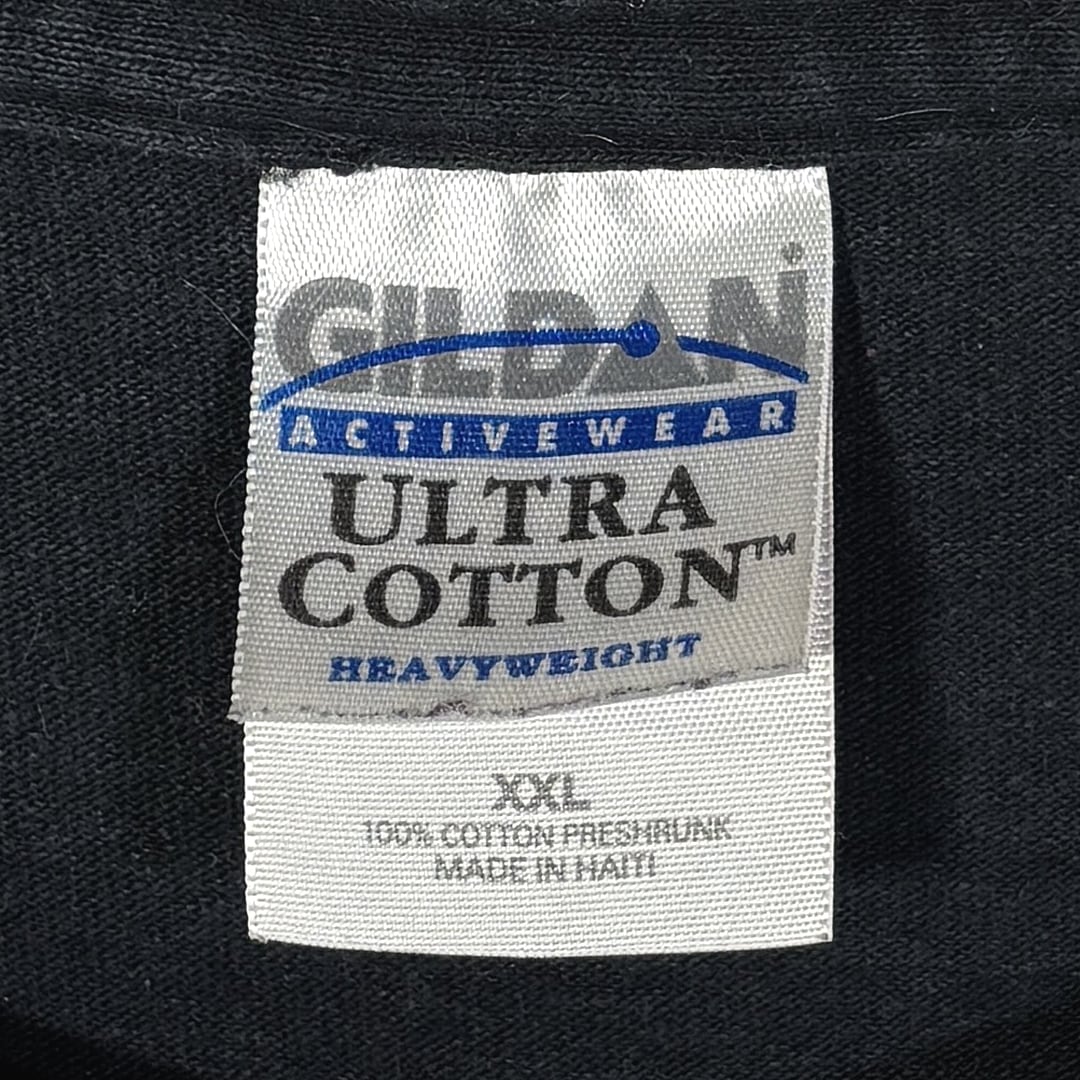 GILDAN
ACTIVEWEAR
ULTRA
COTTON™
HEAVYWEIGHT
XXL
100% COTTON PRESHRUNK
MADE IN HAITI